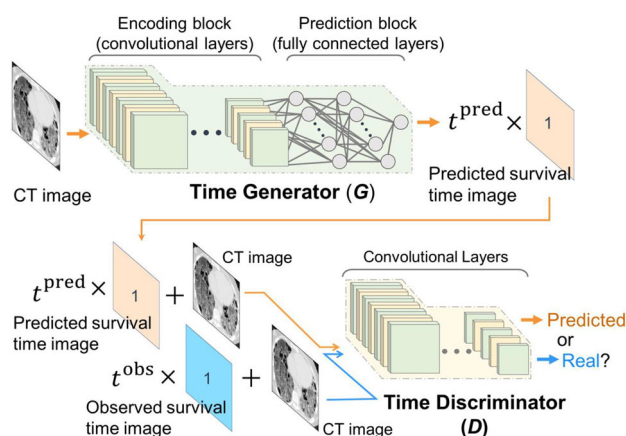 Encoding block
(convolutional layers)
Prediction block
(fully connected layers)
CT image
Time Generator (G)
t^pred × 1
Predicted survival
time image
t^pred × 1 +
CT image
Predicted survival
time image
t^obs × 1 +
Observed survival
time image
CT image
Convolutional Layers
Predicted
or
Real?
Time Discriminator
(D)